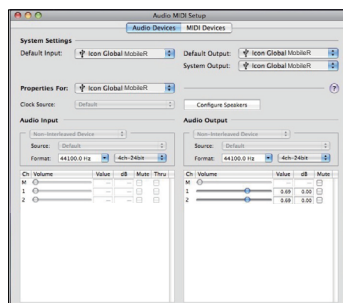 Audio MIDI Setup
Audio Devices MIDI Devices
System Settings
Default Input: Icon Global MobileR Default Output: Icon Global MobileR
System Output: Icon Global MobileR
Properties For: Icon Global MobileR ?
Clock Source: Default Configure Speakers
Audio Input Audio Output
Non-Interleaved Device Non-Interleaved Device
Source: Default Source: Default
Format: 44100.0 Hz 4ch-24bit Format: 44100.0 Hz 4ch-24bit
Ch Volume Value dB Mute Thru Ch Volume Value dB Mute
M -- -- M -- --
1 -- -- 1 0.69 0.00
2 -- -- 2 0.69 0.00